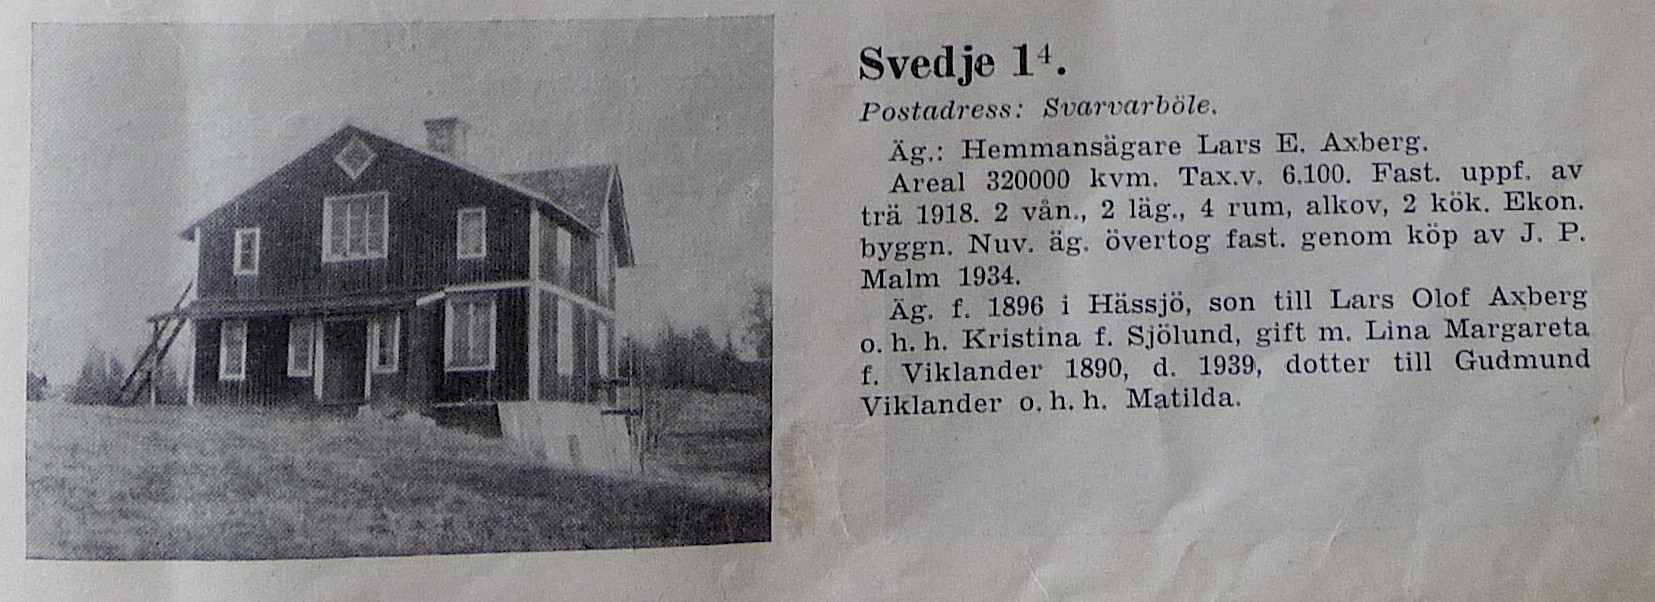 Svedje 1⁴.
Postadress: Svarvarböle.
Äg.: Hemmansägare Lars E. Axberg.
Areal 320000 kvm. Tax.v. 6.100. Fast. uppf. av
trä 1918. 2 vån., 2 läg., 4 rum, alkov, 2 kök. Ekon.
byggn. Nuv. äg. övertog fast. genom köp av J. P.
Malm 1934.
Äg. f. 1896 i Hässjö, son till Lars Olof Axberg
o. h. h. Kristina f. Sjölund, gift m. Lina Margareta
f. Viklander 1890, d. 1939, dotter till Gudmund
Viklander o. h. h. Matilda.